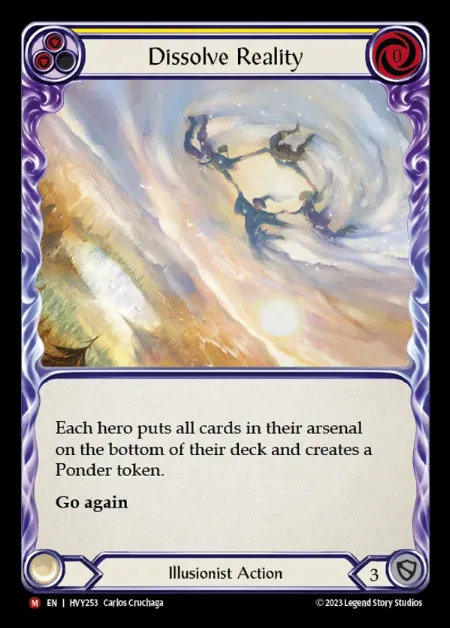 Dissolve Reality
0
Each hero puts all cards in their arsenal
on the bottom of their deck and creates a
Ponder token.
Go again
Illusionist Action
3
M EN | HVY253 Carlos Cruchaga
© 2023 Legend Story Studios